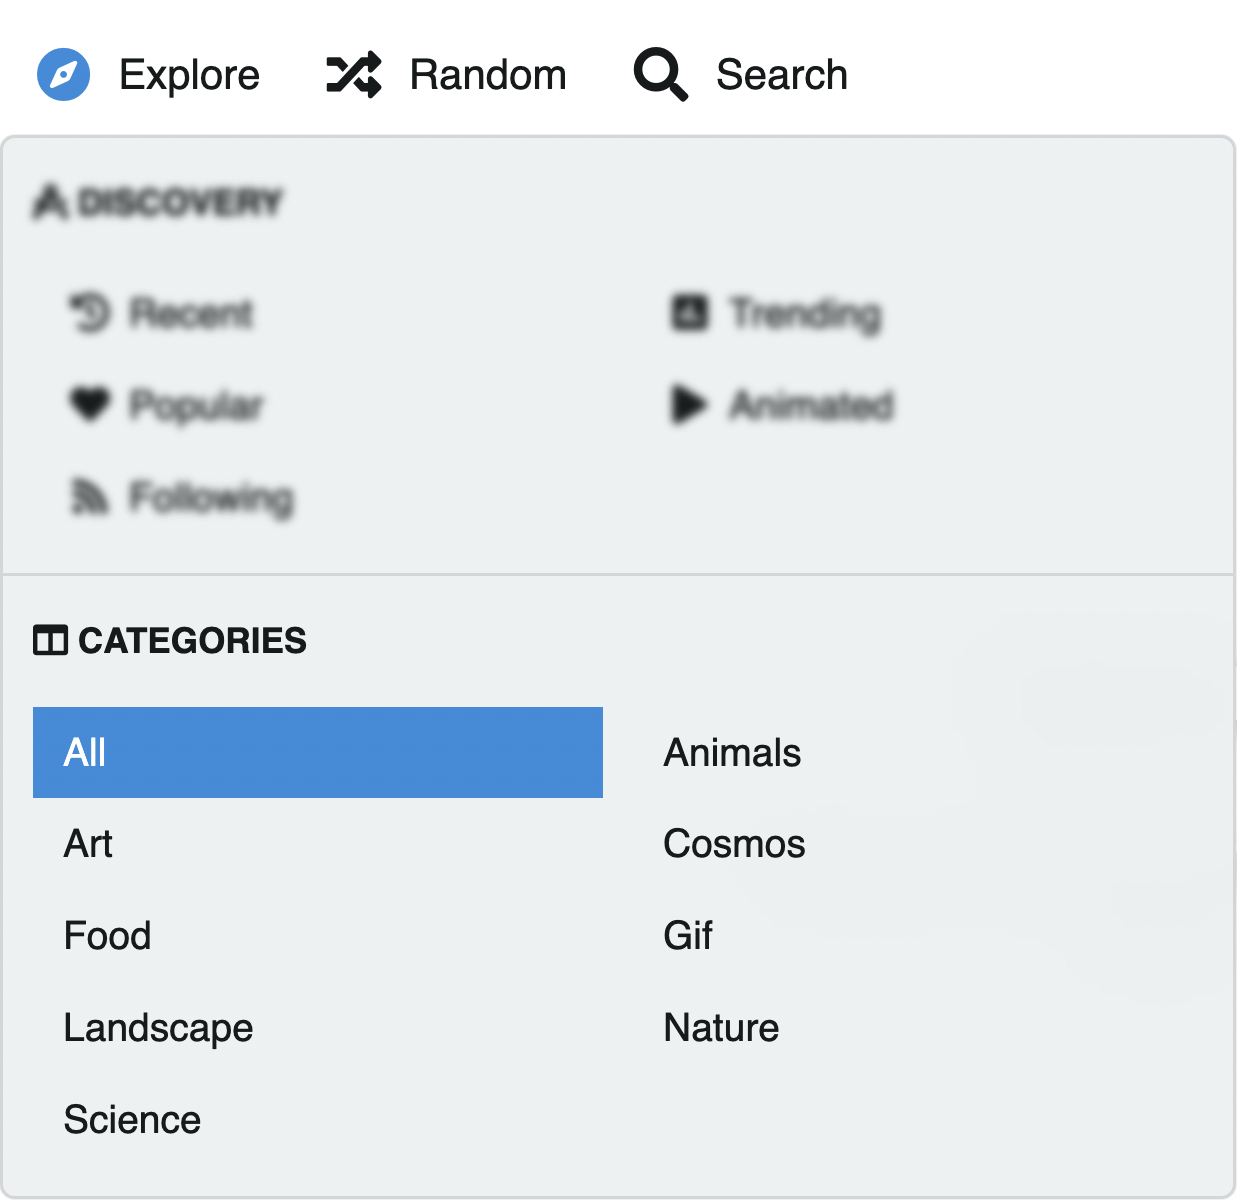 Explore Random Search
DISCOVERY
Recent Trending
Popular Animated
Following
CATEGORIES
All Animals
Art Cosmos
Food Gif
Landscape Nature
Science